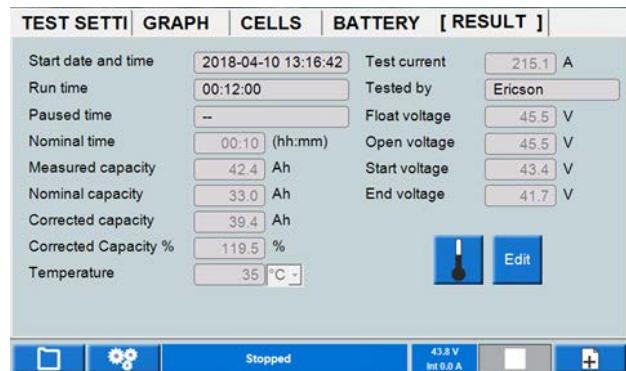 TEST SETTI GRAPH CELLS BATTERY [ RESULT ]
Start date and time 2018-04-10 13:16:42 Test current 215.1 A
Run time 00:12:00 Tested by Ericson
Paused time -- Float voltage 45.5 V
Nominal time 00:10 (hh:mm) Open voltage 45.5 V
Measured capacity 42.4 Ah Start voltage 43.4 V
Nominal capacity 33.0 Ah End voltage 41.7 V
Corrected capacity 39.4 Ah
Corrected Capacity % 119.5 %
Edit
Temperature 35 °C
Stopped 43.8 V
Int 0.0 A